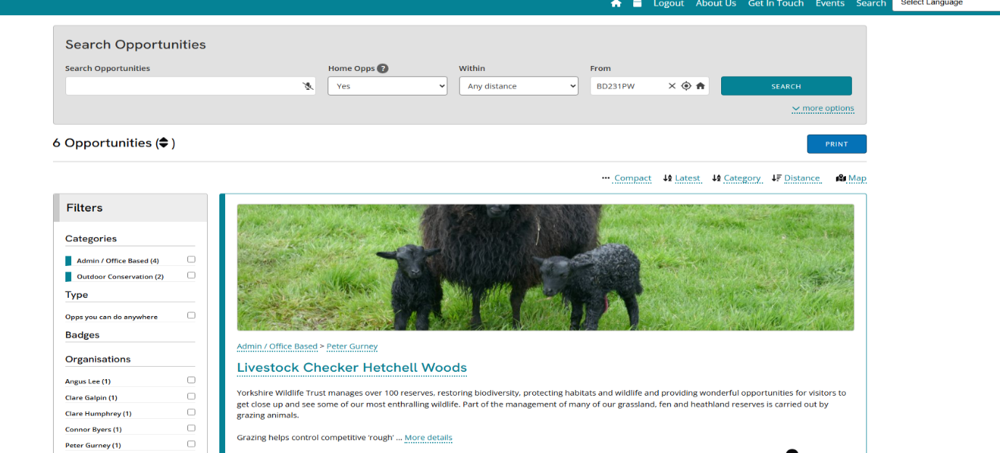 Logout About Us Get In Touch Events Search Select Language
Search Opportunities
Search Opportunities
Home Opps ?
Within
From
Yes
Any distance
BD231PW
SEARCH
more options
6 Opportunities ( )
PRINT
Compact Latest Category Distance Map
Filters
Categories
Admin / Office Based (4)
Outdoor Conservation (2)
Type
Opps you can do anywhere
Badges
Organisations
Angus Lee (1)
Clare Galpin (1)
Clare Humphrey (1)
Connor Byers (1)
Peter Gurney (1)
Admin / Office Based > Peter Gurney
Livestock Checker Hetchell Woods
Yorkshire Wildlife Trust manages over 100 reserves, restoring biodiversity, protecting habitats and wildlife and providing wonderful opportunities for visitors to
get close up and see some of our most enthralling wildlife. Part of the management of many of our grassland, fen and heathland reserves is carried out by
grazing animals.
Grazing helps control competitive 'rough' ... More details